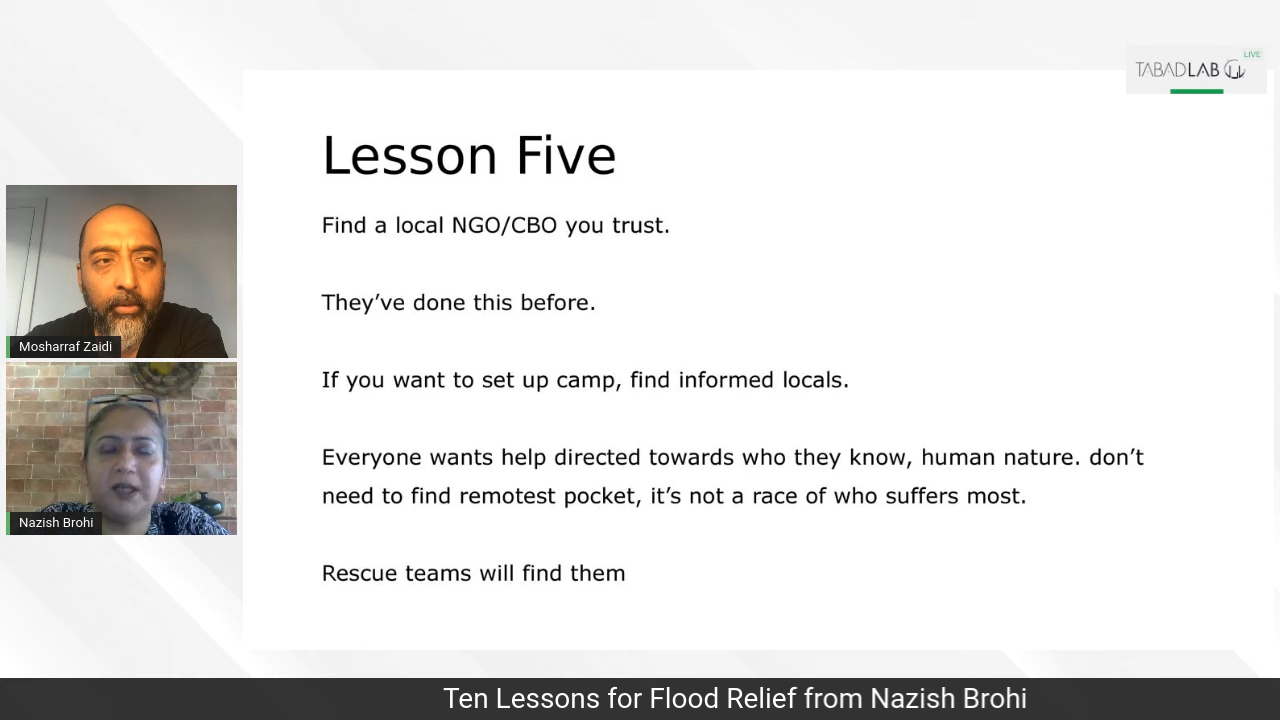 LIVE
TABADLAB
Lesson Five
Find a local NGO/CBO you trust.
They’ve done this before.
If you want to set up camp, find informed locals.
Everyone wants help directed towards who they know, human nature. don’t
need to find remotest pocket, it’s not a race of who suffers most.
Rescue teams will find them
Mosharraf Zaidi
Nazish Brohi
Ten Lessons for Flood Relief from Nazish Brohi